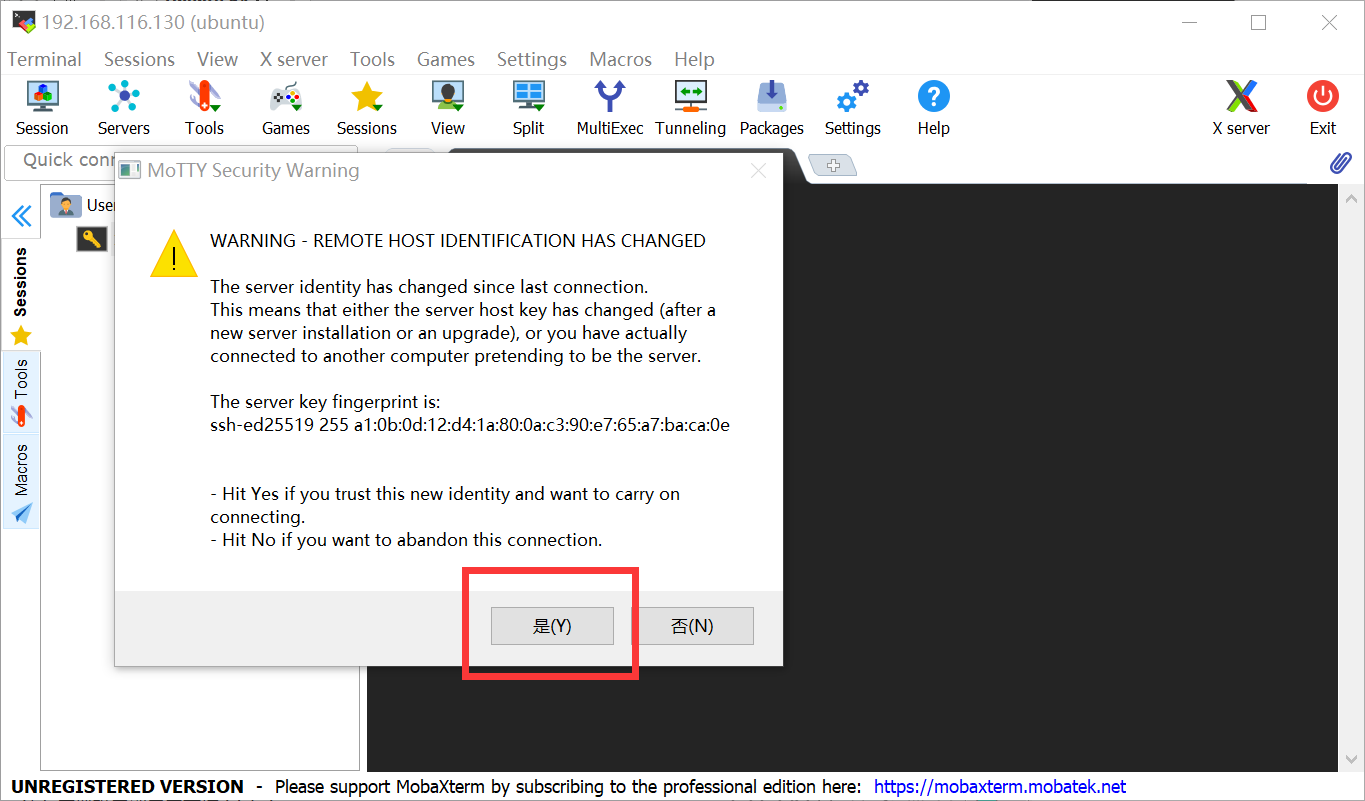 192.168.116.130 (ubuntu)
Terminal Sessions View X server Tools Games Settings Macros Help
Session Servers Tools Games Sessions View Split MultiExec Tunneling Packages Settings Help X server Exit
Quick
MoTTY Security Warning
User
Sessions
Tools
Macros
WARNING - REMOTE HOST IDENTIFICATION HAS CHANGED
The server identity has changed since last connection.
This means that either the server host key has changed (after a
new server installation or an upgrade), or you have actually
connected to another computer pretending to be the server.
The server key fingerprint is:
ssh-ed25519 255 a1:0b:0d:12:d4:1a:80:0a:c3:90:e7:65:a7:ba:ca:0e
- Hit Yes if you trust this new identity and want to carry on
connecting.
- Hit No if you want to abandon this connection.
是(Y) 否(N)
UNREGISTERED VERSION - Please support MobaXterm by subscribing to the professional edition here: https://mobaxterm.mobatek.net